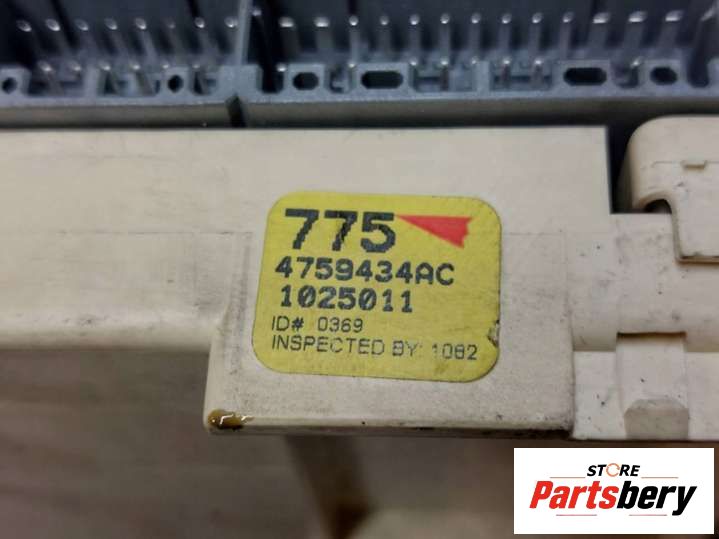 775
4759434AC
1025011
ID# 0369
INSPECTED BY: 1082
STORE
Partsbery